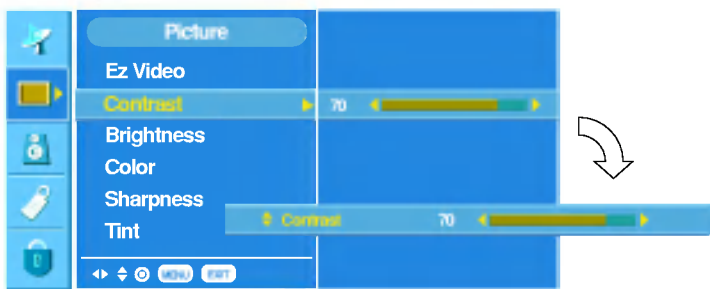 Picture
Ez Video
Contrast 70
Brightness
Color
Sharpness
Contrast 70
Tint
MENU EXIT